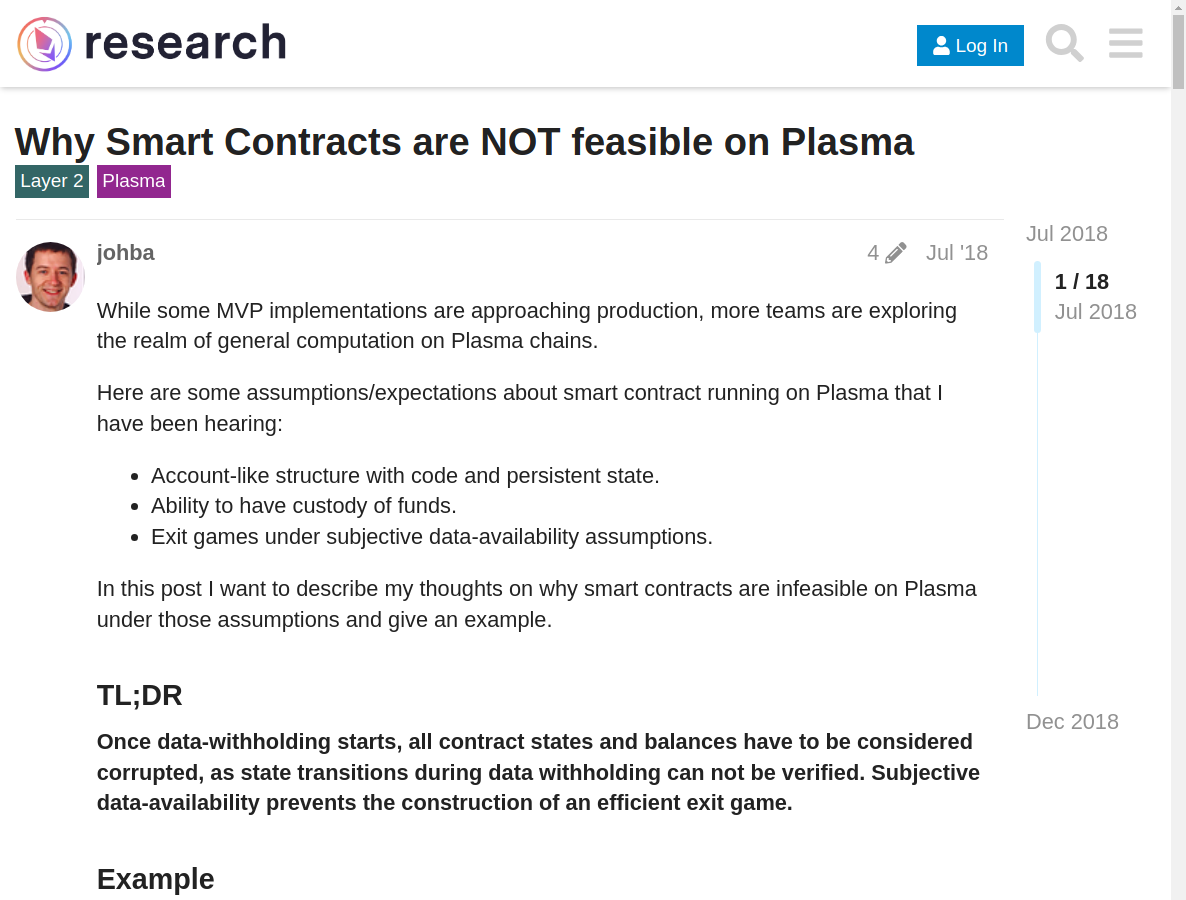 research
Log In
Why Smart Contracts are NOT feasible on Plasma
Layer 2 Plasma
Jul 2018
johba 4 Jul '18
1 / 18
Jul 2018
While some MVP implementations are approaching production, more teams are exploring
the realm of general computation on Plasma chains.
Here are some assumptions/expectations about smart contract running on Plasma that I
have been hearing:
Account-like structure with code and persistent state.
Ability to have custody of funds.
Exit games under subjective data-availability assumptions.
In this post I want to describe my thoughts on why smart contracts are infeasible on Plasma
under those assumptions and give an example.
TL;DR
Dec 2018
Once data-withholding starts, all contract states and balances have to be considered
corrupted, as state transitions during data withholding can not be verified. Subjective
data-availability prevents the construction of an efficient exit game.
Example